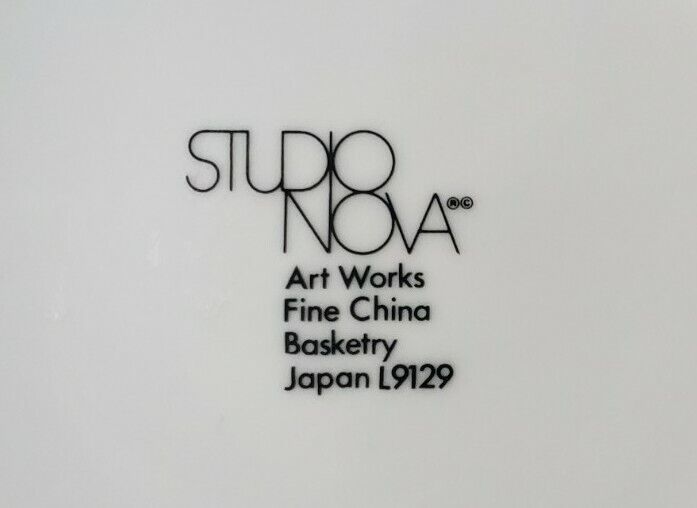 STUDIO
NOVA®©
Art Works
Fine China
Basketry
Japan L9129